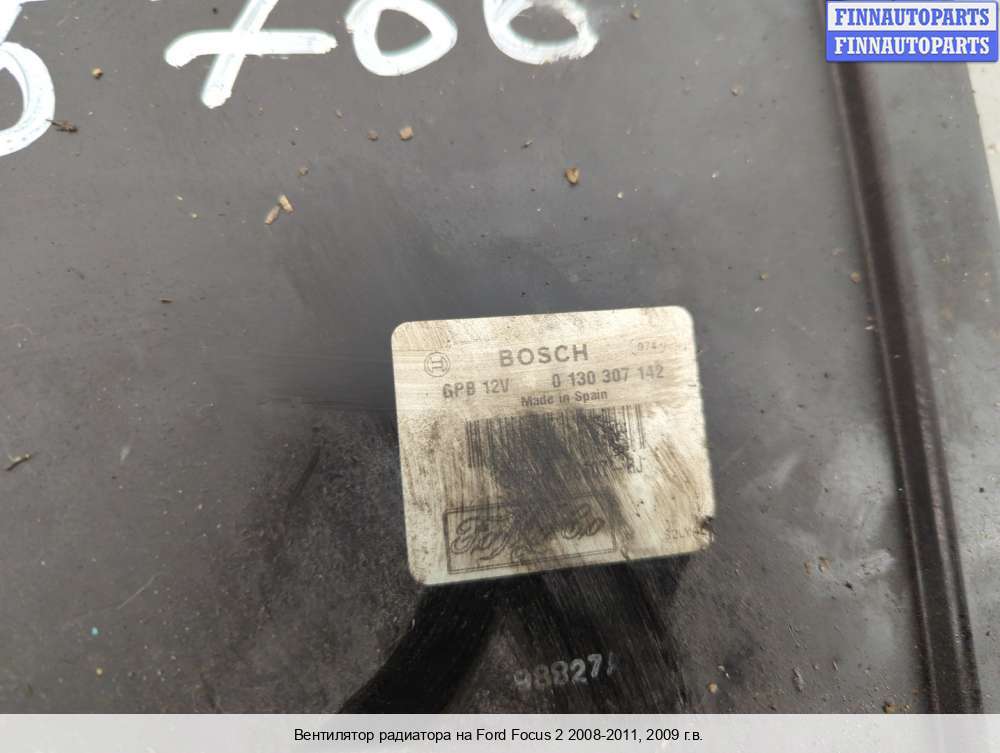 FINNAUTOPARTS
FINNAUTOPARTS
706
BOSCH
GPB 12V 0 130 307 142
Made in Spain
98827
Вентилятор радиатора на Ford Focus 2 2008-2011, 2009 г.в.